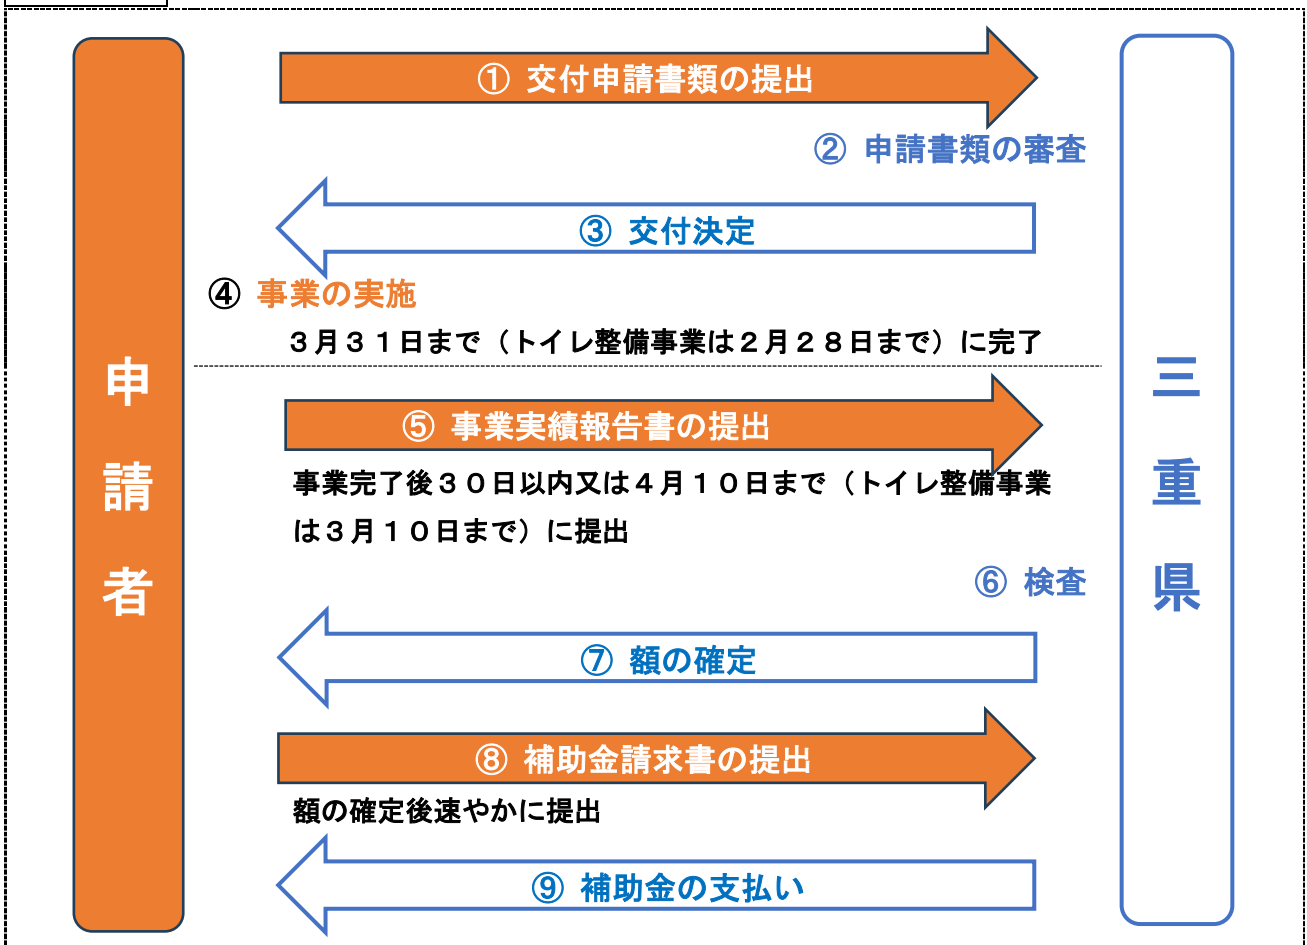 ① 交付申請書類の提出
② 申請書類の審査
③ 交付決定
④ 事業の実施
３月３１日まで（トイレ整備事業は２月２８日まで）に完了
⑤ 事業実績報告書の提出
事業完了後３０日以内又は４月１０日まで（トイレ整備事業
は３月１０日まで）に提出
⑥ 検査
⑦ 額の確定
⑧ 補助金請求書の提出
額の確定後速やかに提出
⑨ 補助金の支払い
申請者
三重県